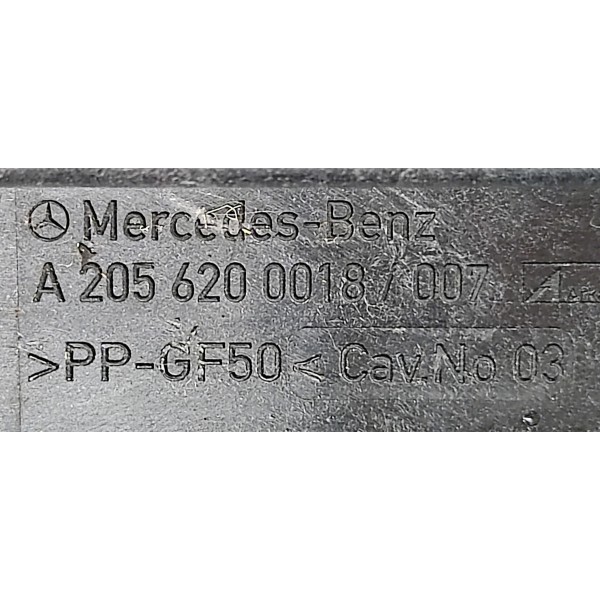 Mercedes-Benz
A 205 620 0018 / 007
>PP-GF50< Cav.No 03